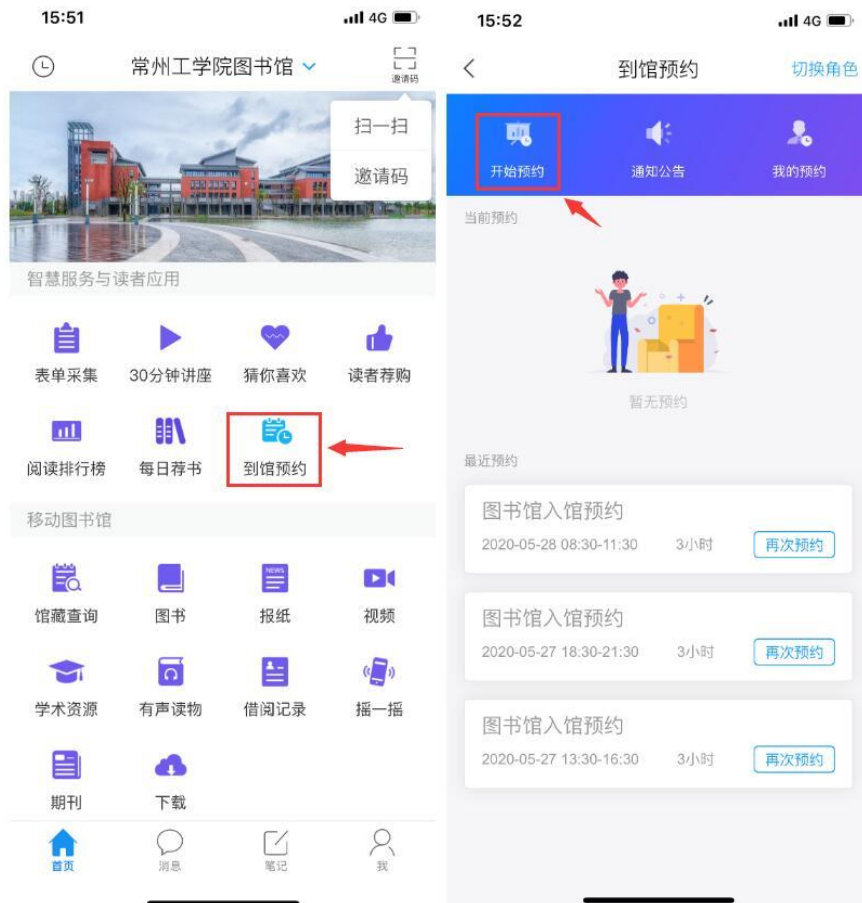 15:51
4G
常州工学院图书馆
邀请码
扫一扫
邀请码
智慧服务与读者应用
表单采集 30分钟讲座 猜你喜欢 读者荐购
阅读排行榜 每日荐书 到馆预约
移动图书馆
NEWS
馆藏查询 图书 报纸 视频
学术资源 有声读物 借阅记录 摇一摇
期刊 下载
首页 消息 笔记 我
15:52
4G
到馆预约 切换角色
开始预约 通知公告 我的预约
当前预约
暂无预约
最近预约
图书馆入馆预约
2020-05-28 08:30-11:30 3小时 再次预约
图书馆入馆预约
2020-05-27 18:30-21:30 3小时 再次预约
图书馆入馆预约
2020-05-27 13:30-16:30 3小时 再次预约